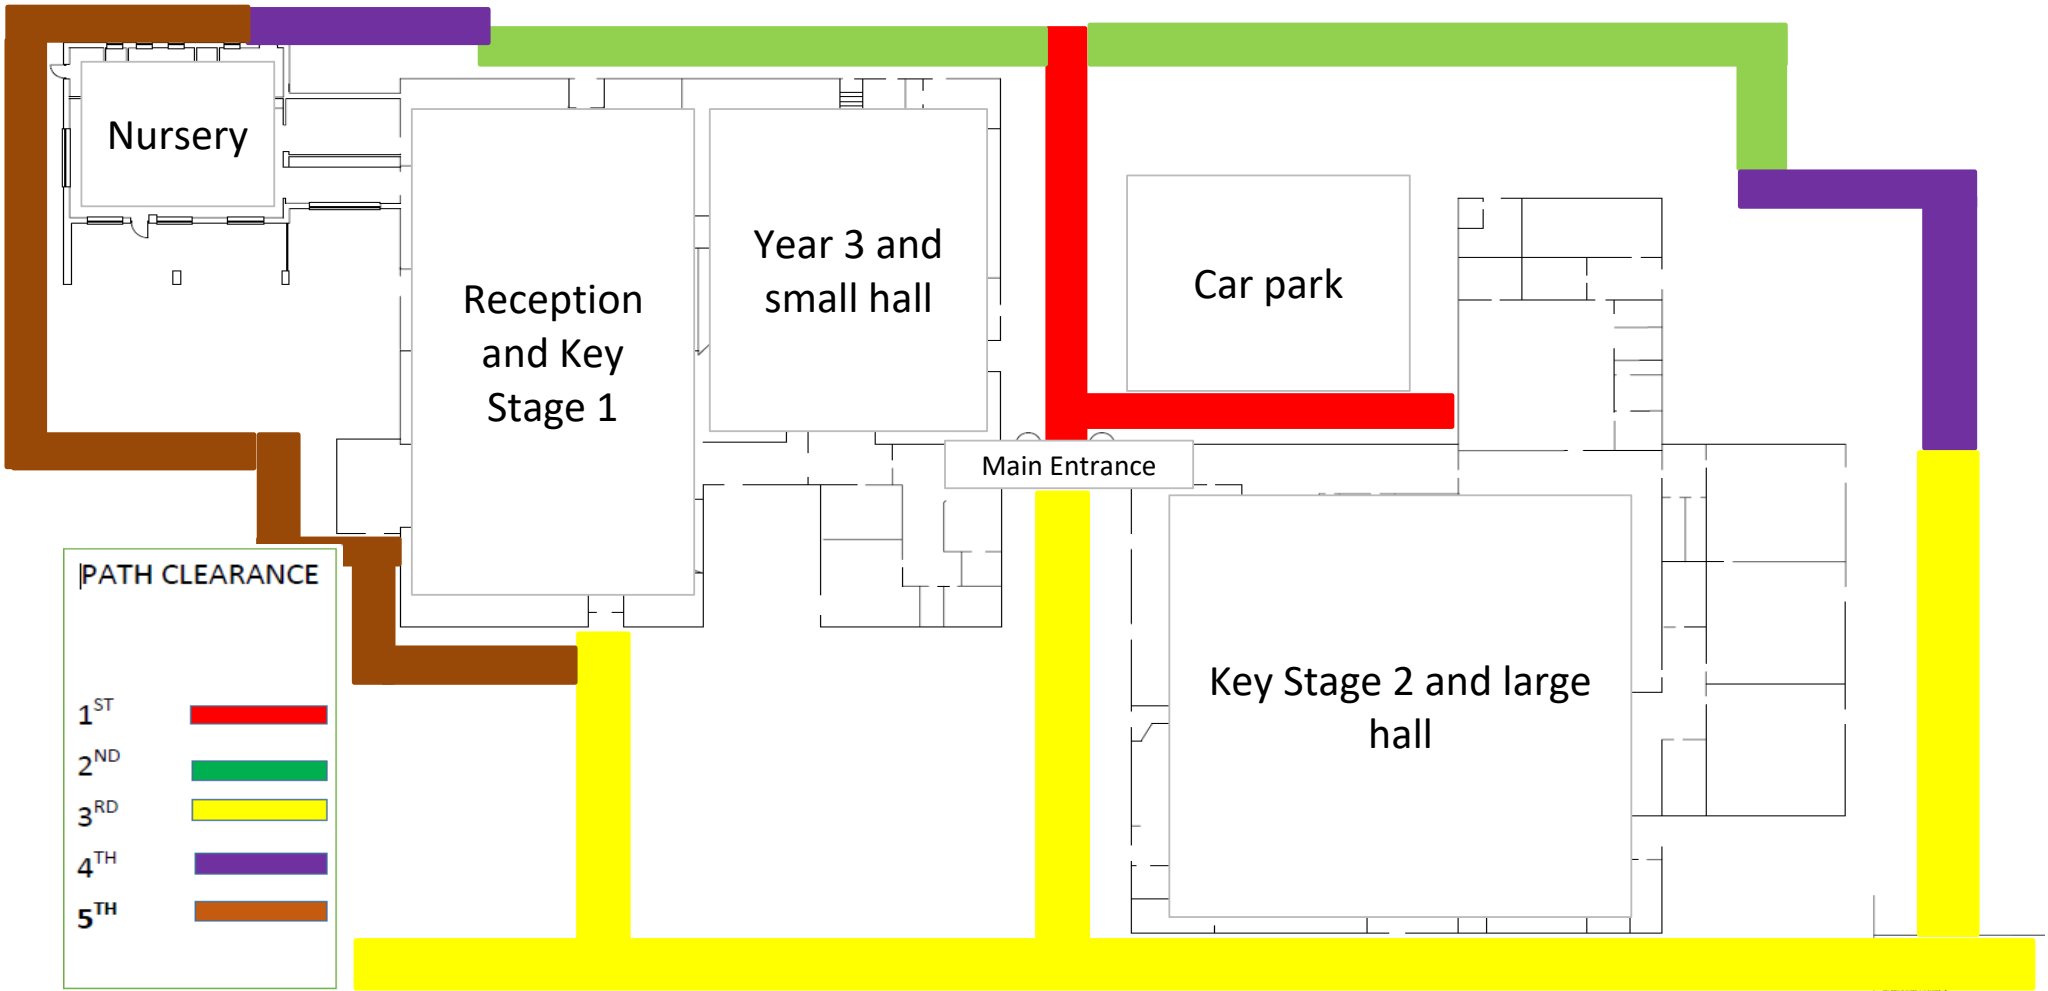 Nursery
Reception
and Key
Stage 1
Year 3 and
small hall
Car park
Main Entrance
Key Stage 2 and large
hall
PATH CLEARANCE
1ST
2ND
3RD
4TH
5TH